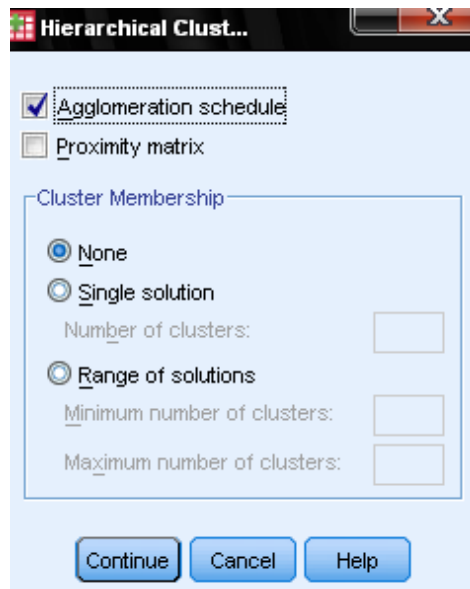 Hierarchical Clust...
Agglomeration schedule
Proximity matrix
Cluster Membership
None
Single solution
Number of clusters:
Range of solutions
Minimum number of clusters:
Maximum number of clusters:
Continue Cancel Help